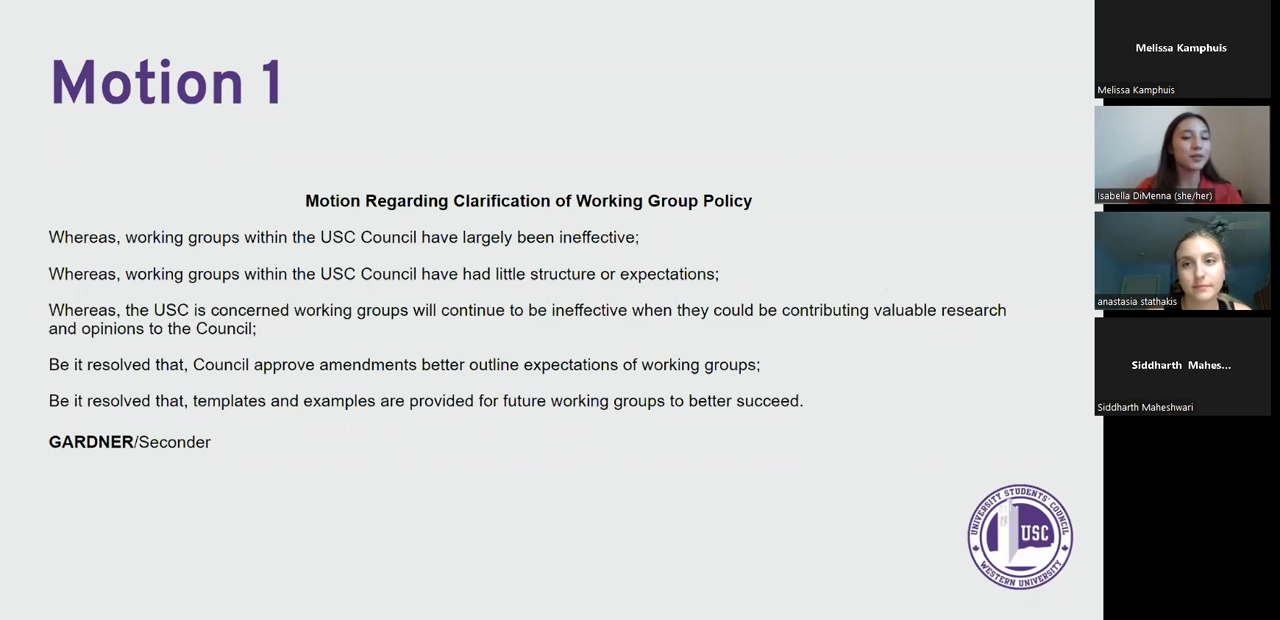 Motion 1
Motion Regarding Clarification of Working Group Policy
Whereas, working groups within the USC Council have largely been ineffective;
Whereas, working groups within the USC Council have had little structure or expectations;
Whereas, the USC is concerned working groups will continue to be ineffective when they could be contributing valuable research
and opinions to the Council;
Be it resolved that, Council approve amendments better outline expectations of working groups;
Be it resolved that, templates and examples are provided for future working groups to better succeed.
GARDNER/Seconder
UNIVERSITY STUDENTS' COUNCIL
USC
WESTERN UNIVERSITY
Melissa Kamphuis
Melissa Kamphuis
Isabella DiMenna (she/her)
anastasia stathakis
Siddharth Mahes...
Siddharth Maheshwari